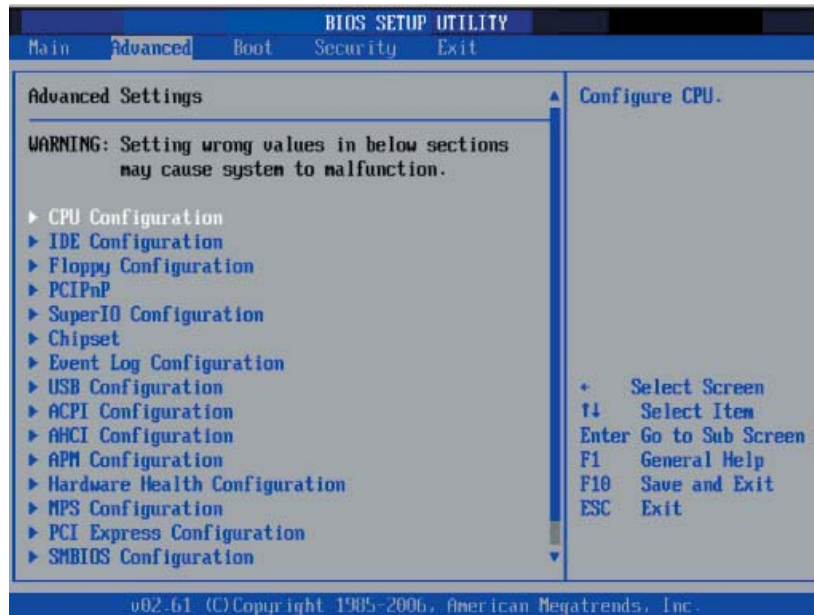 BIOS SETUP UTILITY
Main Advanced Boot Security Exit
Advanced Settings
WARNING: Setting wrong values in below sections
may cause system to malfunction.
▶ CPU Configuration
▶ IDE Configuration
▶ Floppy Configuration
▶ PCIPnP
▶ SuperIO Configuration
▶ Chipset
▶ Event Log Configuration
▶ USB Configuration
▶ ACPI Configuration
▶ AHCI Configuration
▶ APM Configuration
▶ Hardware Health Configuration
▶ MPS Configuration
▶ PCI Express Configuration
▶ SMBIOS Configuration
Configure CPU.
← Select Screen
↑↓ Select Item
Enter Go to Sub Screen
F1 General Help
F10 Save and Exit
ESC Exit
v02.61 (C)Copyright 1985-2006, American Megatrends, Inc.